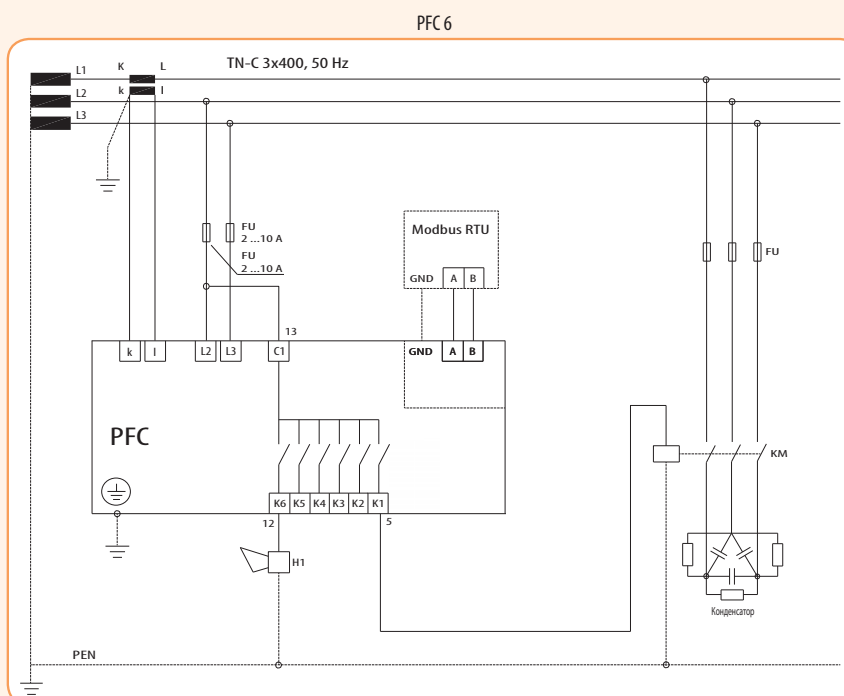 PFC 6
L1 K L TN-C 3x400, 50 Hz
L2 k l
L3
FU
2 ...10 A
FU
2 ...10 A
Modbus RTU
GND A B
FU
13
k l L2 L3 C1 GND A B
PFC
KM
K6 K5 K4 K3 K2 K1
12 5
H1
Конденсатор
PEN